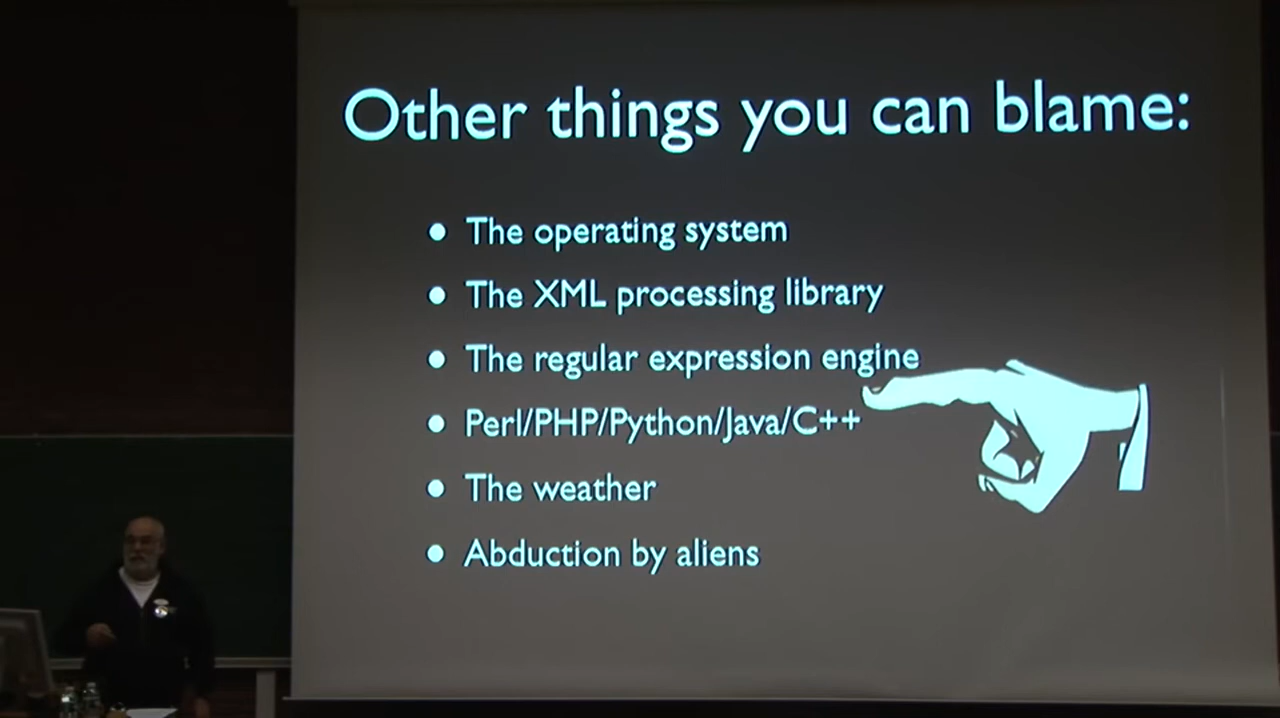 Other things you can blame:
• The operating system
• The XML processing library
• The regular expression engine
• Perl/PHP/Python/Java/C++
• The weather
• Abduction by aliens